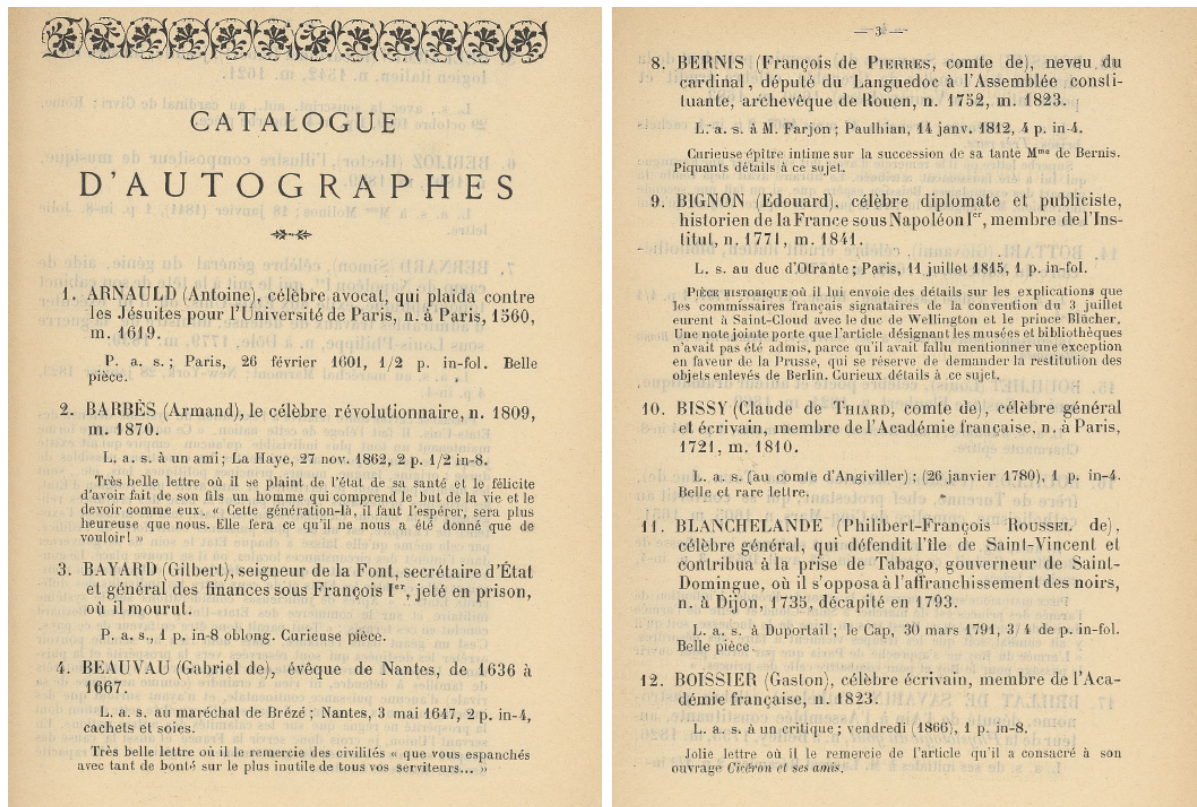 CATALOGUE
D'AUTOGRAPHES
1. ARNAULD (Antoine), célèbre avocat, qui plaida contre
les Jésuites pour l'Université de Paris, n. à Paris, 1560,
m. 1619.
P. a. s.; Paris, 26 février 1601, 1/2 p. in-fol. Belle
pièce.
2. BARBÈS (Armand), le célèbre révolutionnaire, n. 1809,
m. 1870.
L. a. s. à un ami; La Haye, 27 nov. 1862, 2 p. 1/2 in-8.
Très belle lettre où il se plaint de l'état de sa santé et le félicite
d'avoir fait de son fils un homme qui comprend le but de la vie et le
devoir comme eux. « Cette génération-là, il faut l'espérer, sera plus
heureuse que nous. Elle fera ce qu'il ne nous a été donné que de
vouloir! »
3. BAYARD (Gilbert), seigneur de la Font, secrétaire d'État
et général des finances sous François Ier, jeté en prison,
où il mourut.
P. a. s., 1 p. in-8 oblong. Curieuse pièce.
4. BEAUVAU (Gabriel de), évêque de Nantes, de 1636 à
1667.
L. a. s. au maréchal de Brézé; Nantes, 3 mai 1647, 2 p. in-4,
cachets et soies.
Très belle lettre où il le remercie des civilités « que vous espanchés
avec tant de bonté sur le plus inutile de tous vos serviteurs... »
— 3 —
8. BERNIS (François de PIERRES, comte de), neveu du
cardinal, député du Languedoc à l'Assemblée consti-
tuante, archevêque de Rouen, n. 1752, m. 1823.
L. a. s. à M. Farjon; Paulhian, 14 janv. 1812, 4 p. in-4.
Curieuse épître intime sur la succession de sa tante Mme de Bernis.
Piquants détails à ce sujet.
9. BIGNON (Edouard), célèbre diplomate et publiciste,
historien de la France sous Napoléon Ier, membre de l'Ins-
titut, n. 1771, m. 1841.
L. s. au duc d'Otrante; Paris, 11 juillet 1815, 1 p. in-fol.
PIÈCE HISTORIQUE où il lui envoie des détails sur les explications que
les commissaires français signataires de la convention du 3 juillet
eurent à Saint-Cloud avec le duc de Wellington et le prince Blücher.
Une note jointe porte que l'article désignant les musées et bibliothèques
n'avait pas été admis, parce qu'il avait fallu mentionner une exception
en faveur de la Prusse, qui se réserve de demander la restitution des
objets enlevés de Berlin. Curieux détails à ce sujet.
10. BISSY (Claude de THIARD, comte de), célèbre général
et écrivain, membre de l'Académie française, n. à Paris,
1721, m. 1810.
L. a. s. (au comte d'Angiviller); (26 janvier 1780), 1 p. in-4.
Belle et rare lettre.
11. BLANCHELANDE (Philibert-François ROUSSEL de),
célèbre général, qui défendit l'île de Saint-Vincent et
contribua à la prise de Tabago, gouverneur de Saint-
Domingue, où il s'opposa à l'affranchissement des noirs,
n. à Dijon, 1735, décapité en 1793.
L. a. s. à Duportail; le Cap, 30 mars 1791, 3/4 de p. in-fol.
Belle pièce.
12. BOISSIER (Gaston), célèbre écrivain, membre de l'Aca-
démie française, n. 1823.
L. a. s. à un critique; vendredi (1866), 1 p. in-8.
Jolie lettre où il le remercie de l'article qu'il a consacré à son
ouvrage Cicéron et ses amis.